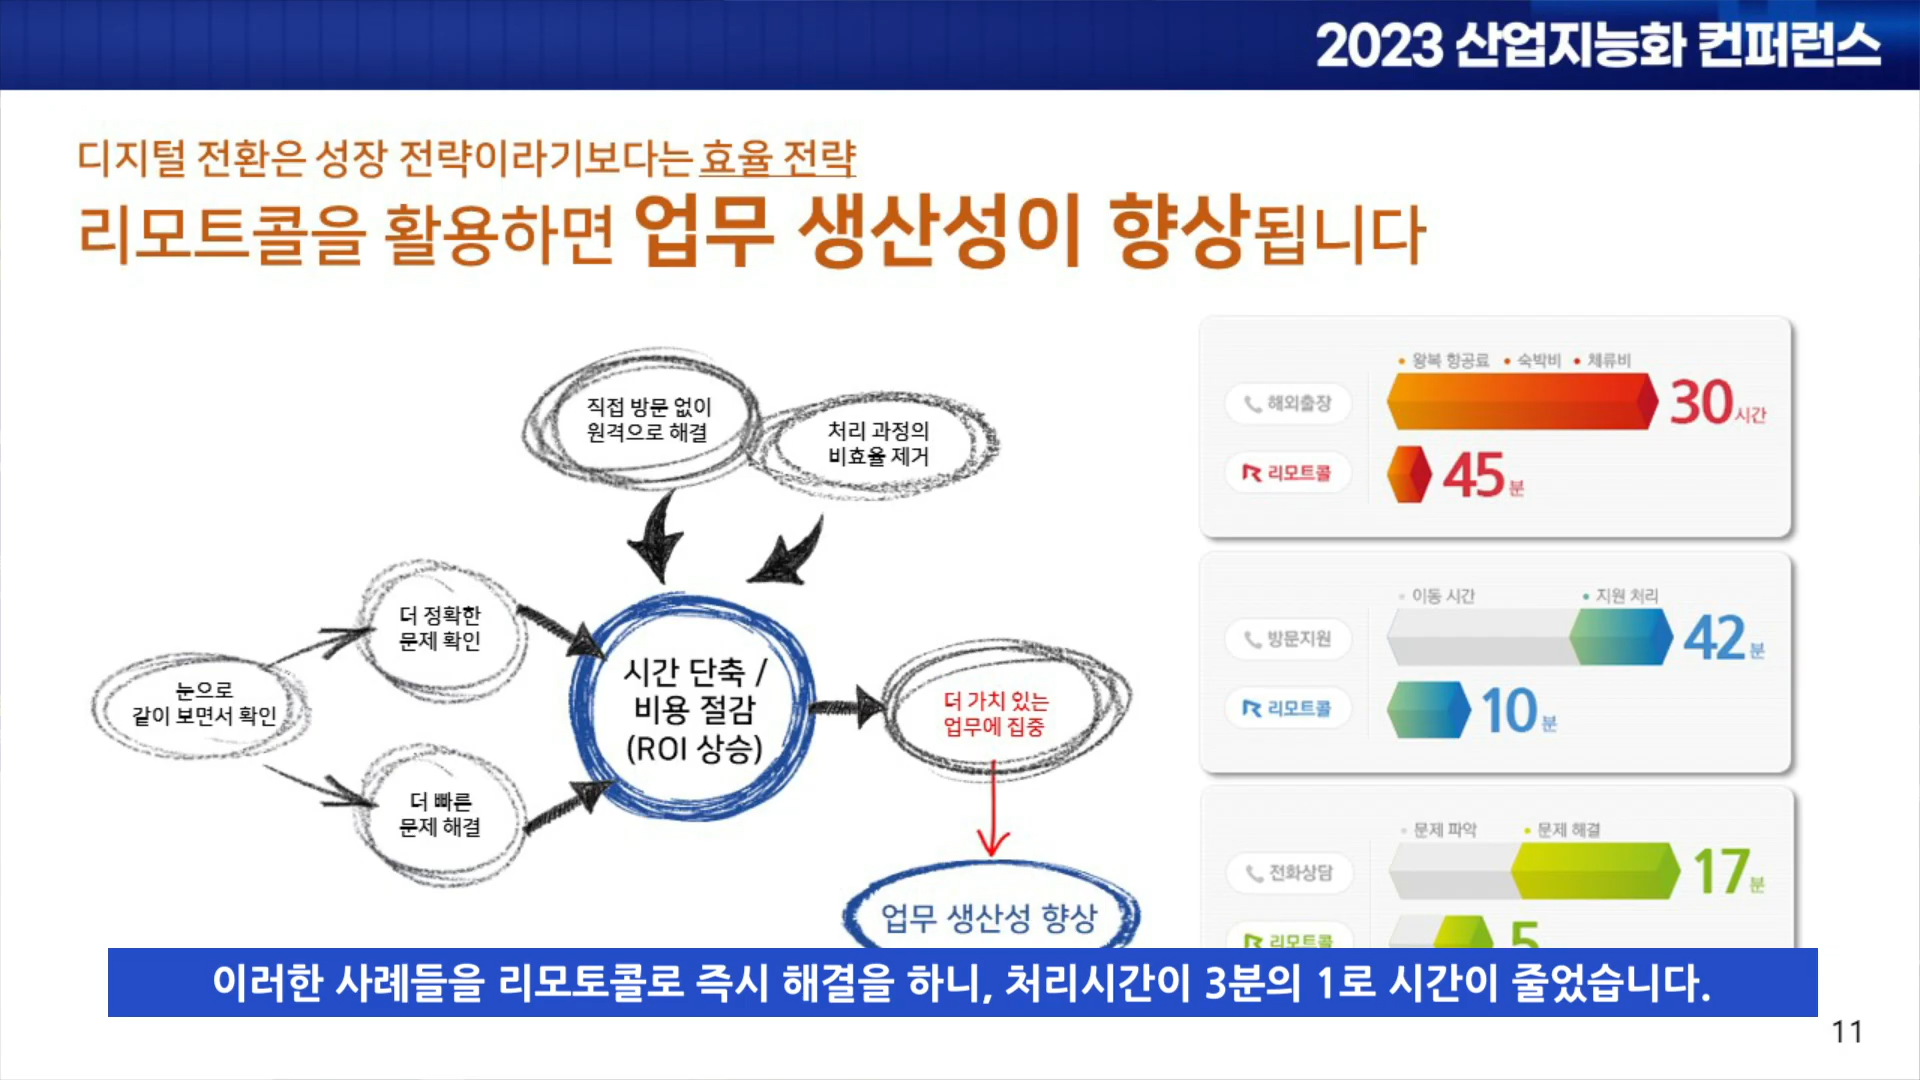 2023 산업지능화 컨퍼런스
디지털 전환은 성장 전략이라기보다는 효율 전략
리모트콜을 활용하면 업무 생산성이 향상됩니다
직접 방문 없이
원격으로 해결
처리 과정의
비효율 제거
더 정확한
문제 확인
눈으로
같이 보면서 확인
더 빠른
문제 해결
시간 단축 /
비용 절감
(ROI 상승)
더 가치 있는
업무에 집중
업무 생산성 향상
• 왕복 항공료 • 숙박비 • 체류비
해외출장
30시간
리모트콜
45분
• 이동 시간 • 지원 처리
방문지원
42분
리모트콜
10분
• 문제 파악 • 문제 해결
전화상담
17분
리모트콜
5
이러한 사례들을 리모토콜로 즉시 해결을 하니, 처리시간이 3분의 1로 시간이 줄었습니다.
11